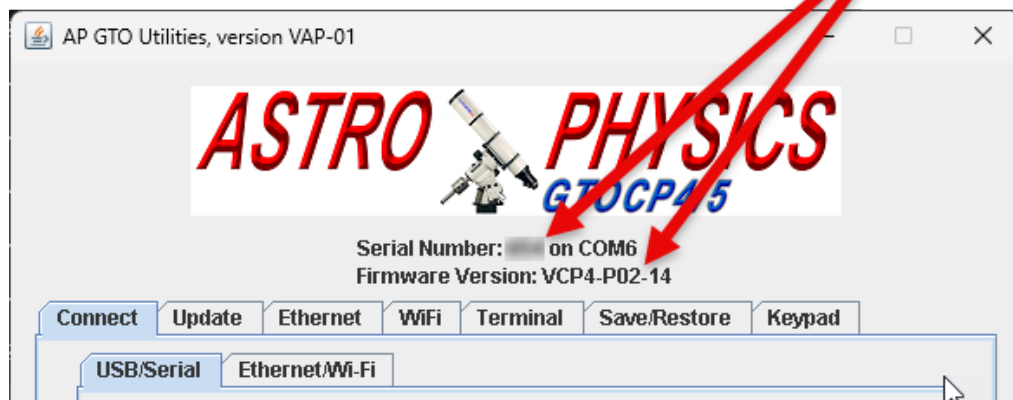 AP GTO Utilities, version VAP-01
ASTRO PHYSICS
GTOCP4/5
Serial Number: on COM6
Firmware Version: VCP4-P02-14
Connect Update Ethernet WiFi Terminal Save/Restore Keypad
USB/Serial Ethernet/Wi-Fi